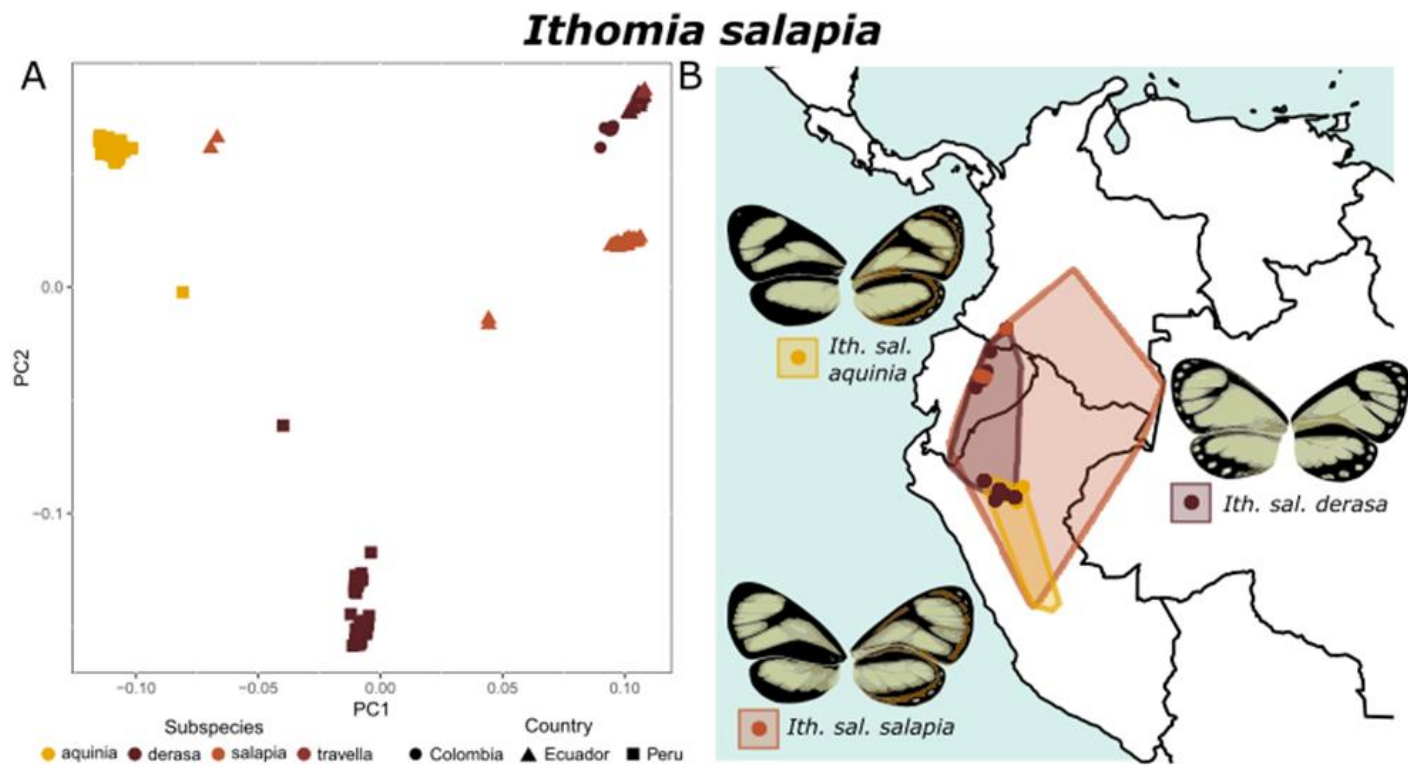 Ithomia salapia
A
B
0.0
−0.1
PC2
−0.10
−0.05
0.00
0.05
0.10
PC1
Subspecies
Country
aquinia
derasa
salapia
travella
Colombia
Ecuador
Peru
Ith. sal.
aquinia
Ith. sal. derasa
Ith. sal. salapia